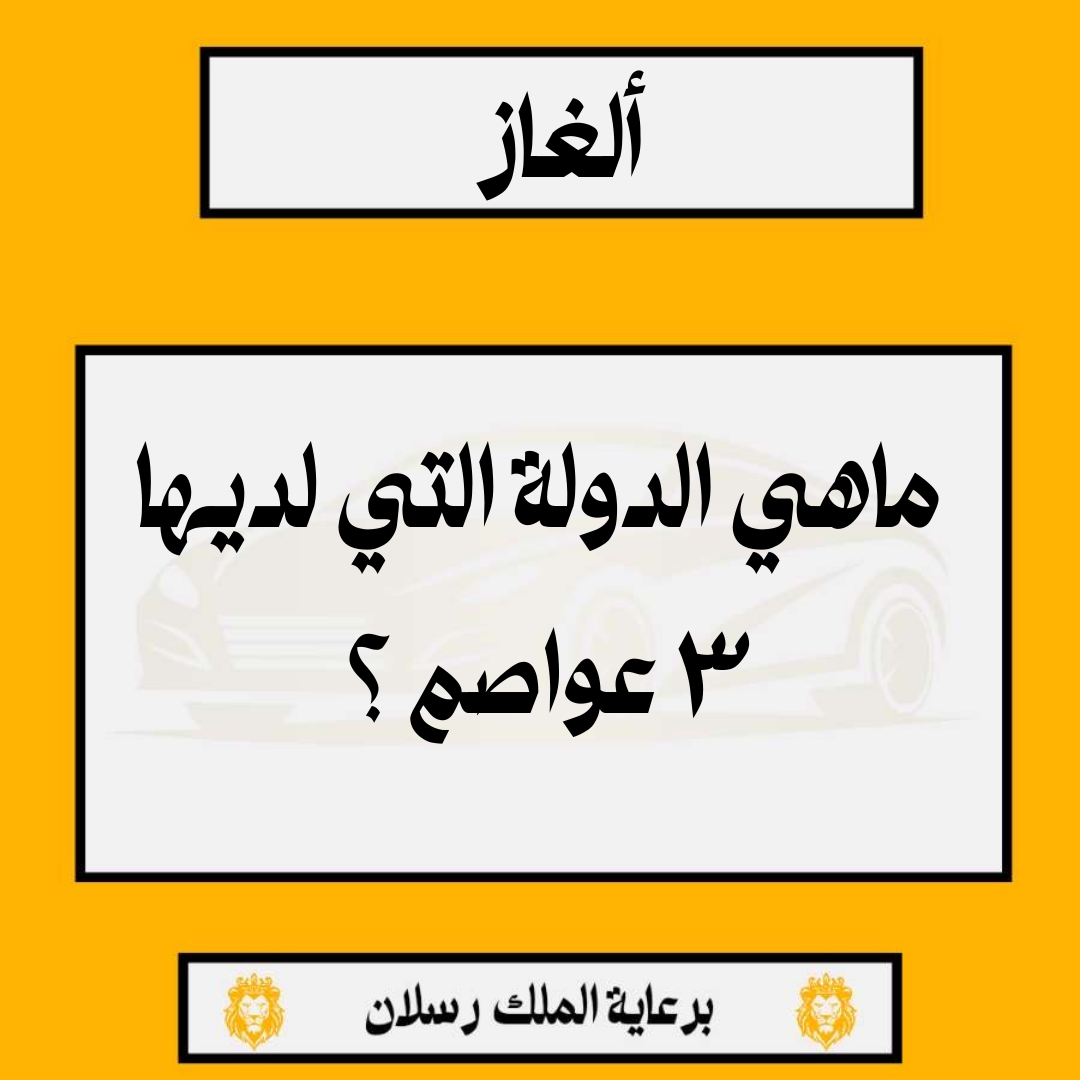 ألغاز
ماهي الدولة التي لديها
٣ عواصم ؟
برعاية الملك رسلان